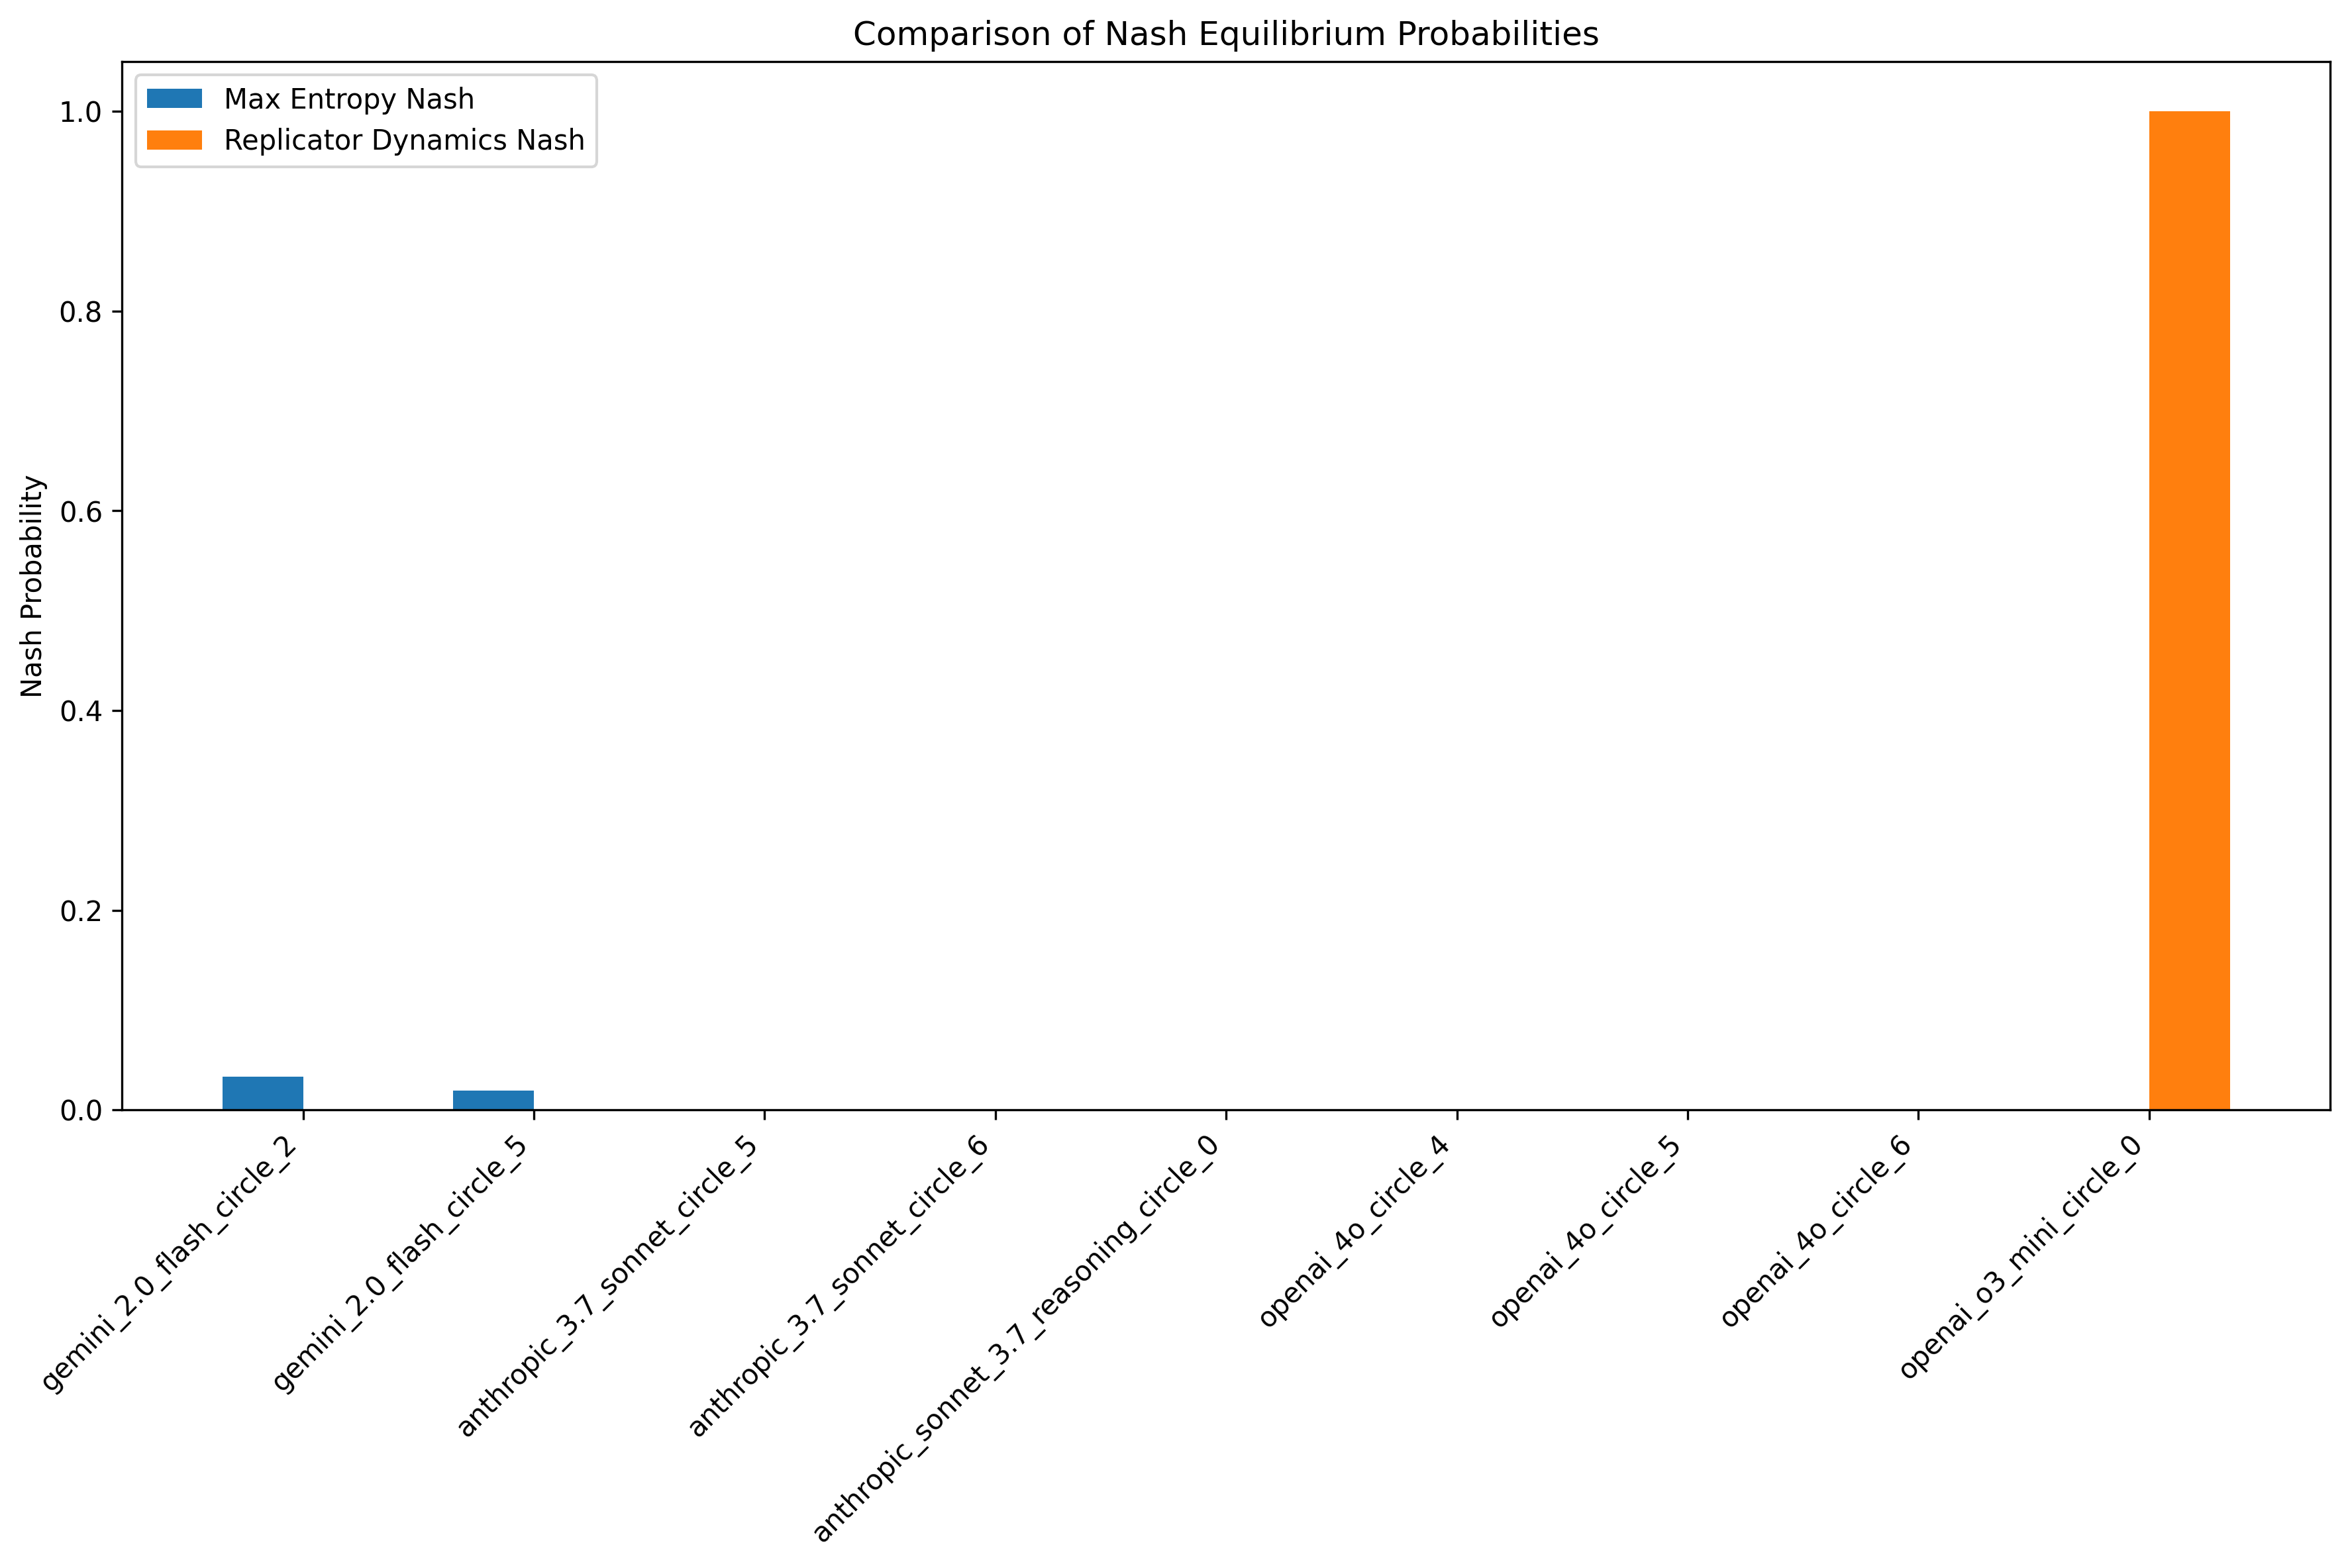 Comparison of Nash Equilibrium Probabilities
Max Entropy Nash
Replicator Dynamics Nash
Nash Probability
1.0
0.8
0.6
0.4
0.2
0.0
gemini_2.0_flash_circle_2
gemini_2.0_flash_circle_5
anthropic_3.7_sonnet_circle_5
anthropic_3.7_sonnet_circle_6
anthropic_sonnet_3.7_reasoning_circle_0
openai_4o_circle_4
openai_4o_circle_5
openai_4o_circle_6
openai_o3_mini_circle_0